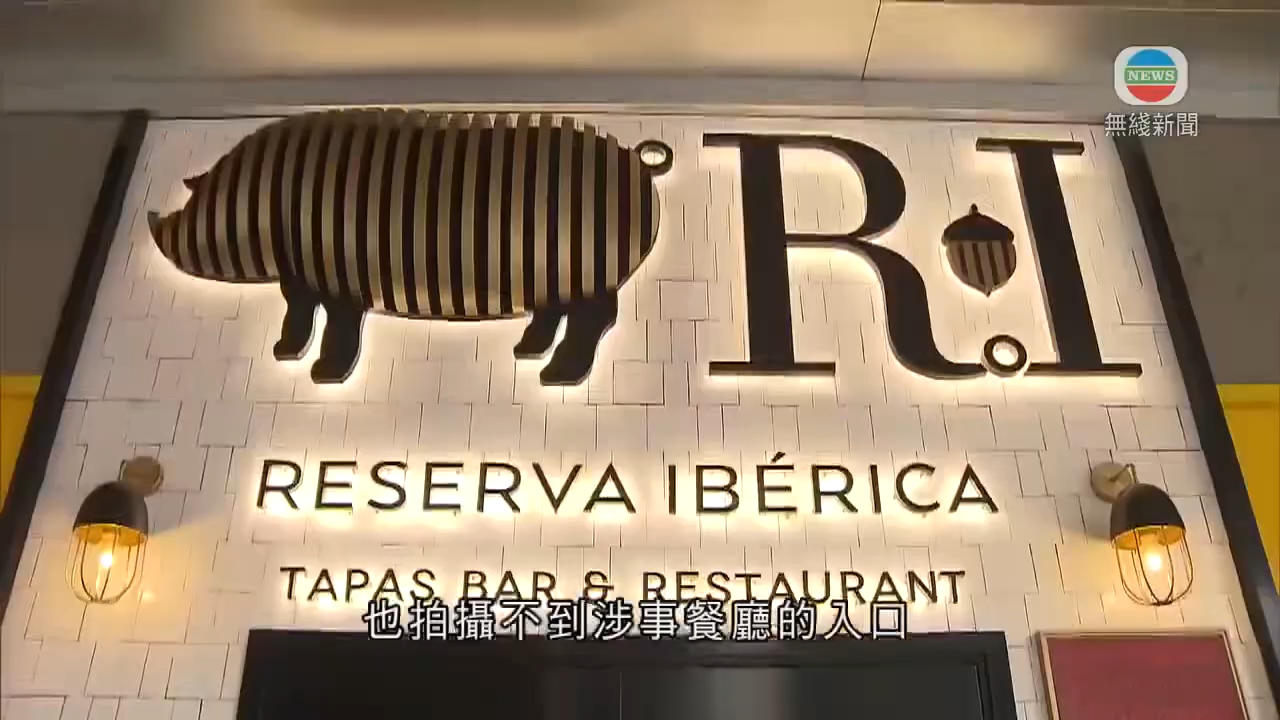 NEWS
無綫新聞
R.I
RESERVA IBÉRICA
TAPAS BAR & RESTAURANT
也拍攝不到涉事餐廳的入口